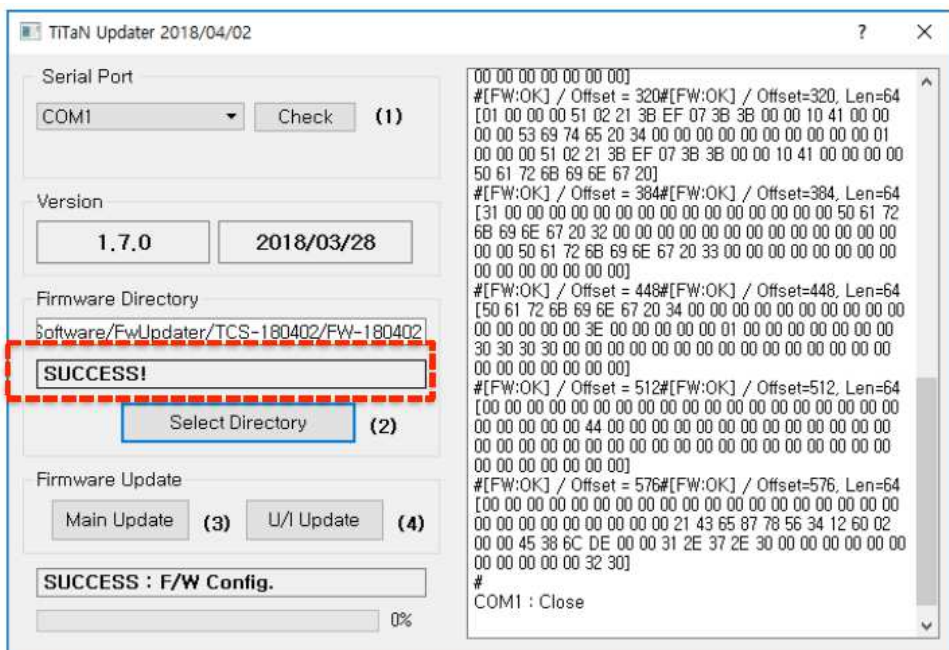 TiTaN Updater 2018/04/02
?
Serial Port
COM1
Check
(1)
Version
1.7.0
2018/03/28
Firmware Directory
Software/FwUpdater/TCS-180402/FW-180402
SUCCESS!
Select Directory
(2)
Firmware Update
Main Update
(3)
U/I Update
(4)
SUCCESS : F/W Config.
0%
00 00 00 00 00 00 00]
#[FW:OK] / Offset = 320#[FW:OK] / Offset=320, Len=64
[01 00 00 00 51 02 21 3B EF 07 3B 3B 00 00 10 41 00 00
00 00 53 69 74 65 20 34 00 00 00 00 00 00 00 00 00 01
00 00 00 51 02 21 3B EF 07 3B 3B 00 00 10 41 00 00 00 00
50 61 72 6B 69 6E 67 20]
#[FW:OK] / Offset = 384#[FW:OK] / Offset=384, Len=64
[31 00 00 00 00 00 00 00 00 00 00 00 00 00 00 00 50 61 72
6B 69 6E 67 20 32 00 00 00 00 00 00 00 00 00 00 00 00
00 00 50 61 72 6B 69 6E 67 20 33 00 00 00 00 00 00 00 00
00 00 00 00 00 00 00]
#[FW:OK] / Offset = 448#[FW:OK] / Offset=448, Len=64
[50 61 72 6B 69 6E 67 20 34 00 00 00 00 00 00 00 00 00
00 00 00 00 00 3E 00 00 00 00 00 01 00 00 00 00 00 00 00
30 30 30 30 00 00 00 00 00 00 00 00 00 00 00 00 00 00
00 00 00 00 00 00 00]
#[FW:OK] / Offset = 512#[FW:OK] / Offset=512, Len=64
[00 00 00 00 00 00 00 00 00 00 00 00 00 00 00 00 00 00
00 00 00 00 00 44 00 00 00 00 00 00 00 00 00 00 00 00
00 00 00 00 00 00 00 00 00 00 00 00 00 00 00 00 00 00
00 00 00 00 00 00 00]
#[FW:OK] / Offset = 576#[FW:OK] / Offset=576, Len=64
[00 00 00 00 00 00 00 00 00 00 00 00 00 00 00 00 00 00
00 00 00 00 00 00 00 00 00 21 43 65 87 78 56 34 12 60 02
00 00 45 38 6C DE 00 00 31 2E 37 2E 30 00 00 00 00 00 00
00 00 00 00 00 32 30]
#
COM1 : Close